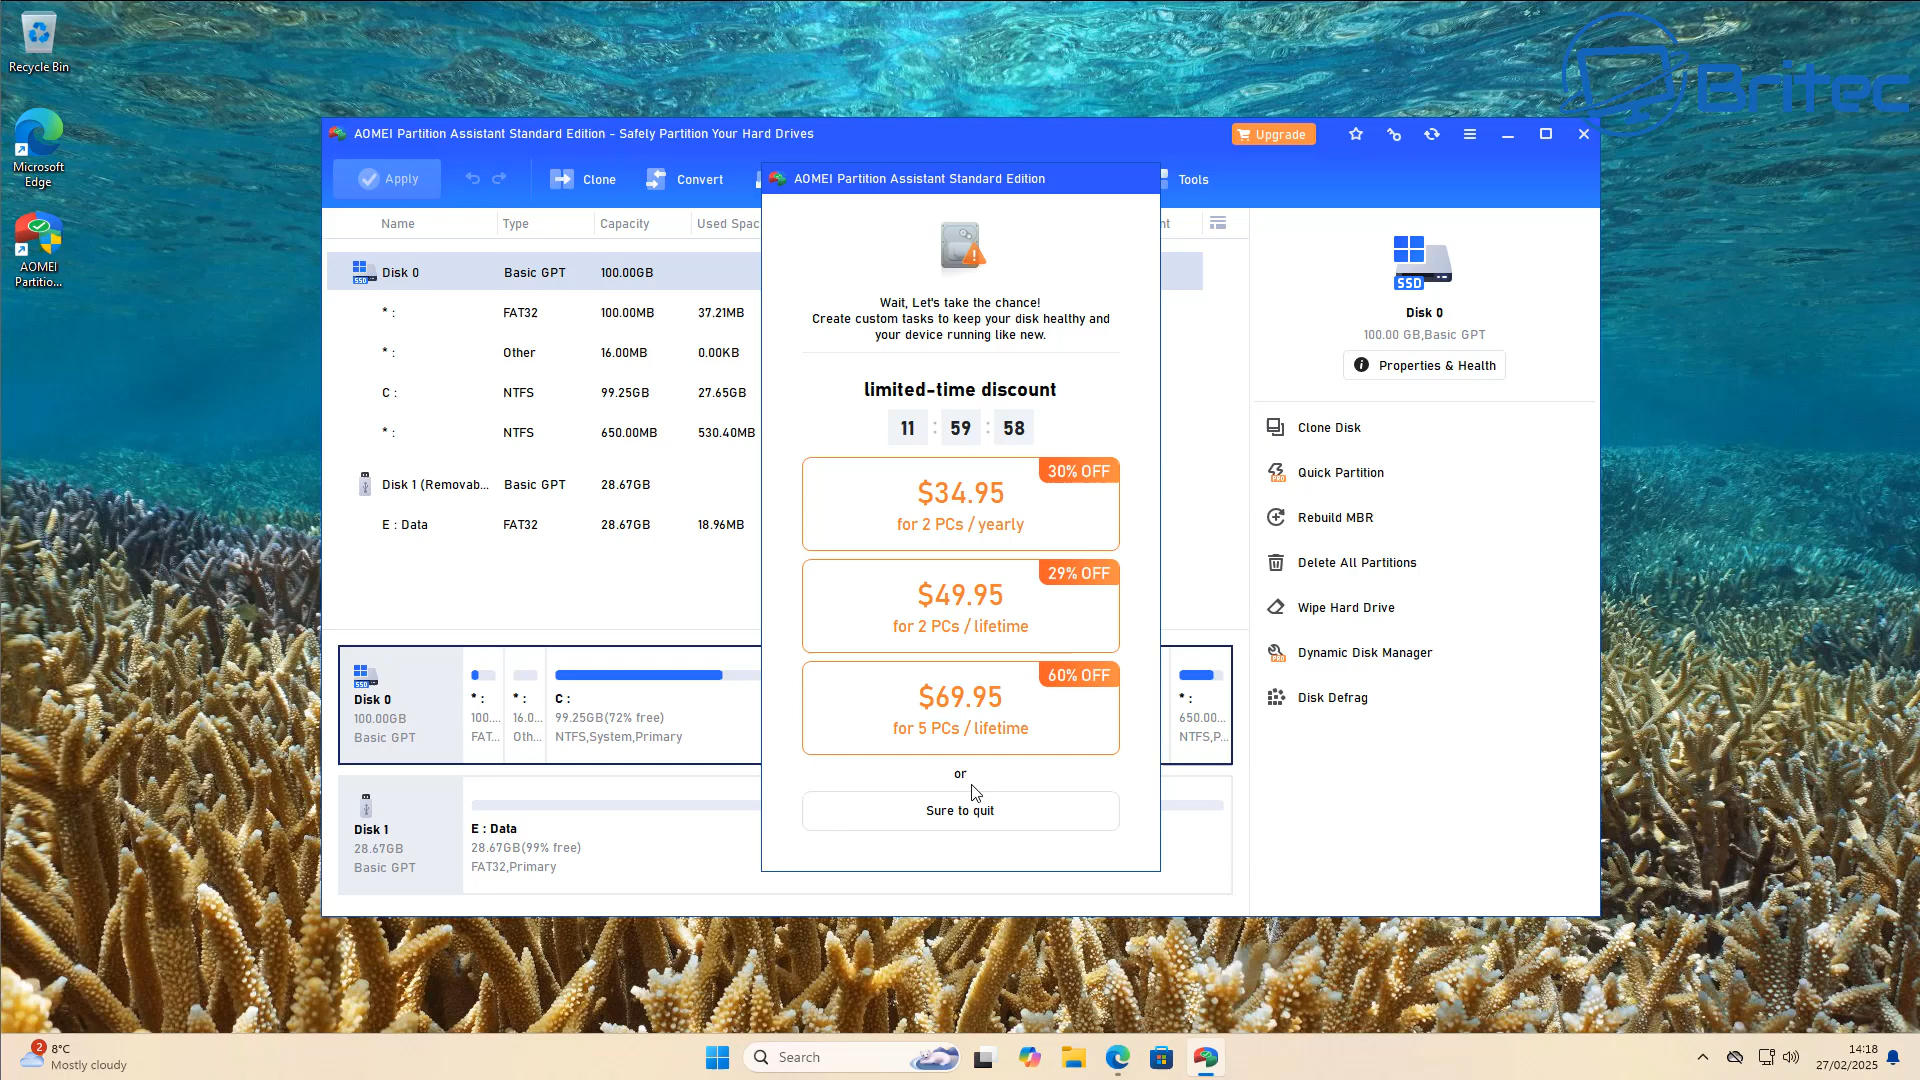 Recycle Bin
Microsoft
Edge
AOMEI
Partitio...
Britec
AOMEI Partition Assistant Standard Edition - Safely Partition Your Hard Drives
Upgrade
Apply
Clone
Convert
Tools
Name
Type
Capacity
Used Spac
nt
Disk 0
Basic GPT
100.00GB
* :
FAT32
100.00MB
37.21MB
* :
Other
16.00MB
0.00KB
C :
NTFS
99.25GB
27.65GB
* :
NTFS
650.00MB
530.40MB
Disk 1 (Removab...
Basic GPT
28.67GB
E : Data
FAT32
28.67GB
18.96MB
SSD
Disk 0
100.00GB
Basic GPT
* :
100....
FAT...
* :
16.0...
Oth...
C :
99.25GB(72% free)
NTFS,System,Primary
* :
650.00...
NTFS,P...
Disk 1
28.67GB
Basic GPT
E : Data
28.67GB(99% free)
FAT32,Primary
AOMEI Partition Assistant Standard Edition
Wait, Let's take the chance!
Create custom tasks to keep your disk healthy and
your device running like new.
limited-time discount
11 : 59 : 58
30% OFF
$34.95
for 2 PCs / yearly
29% OFF
$49.95
for 2 PCs / lifetime
60% OFF
$69.95
for 5 PCs / lifetime
or
Sure to quit
SSD
Disk 0
100.00 GB,Basic GPT
Properties & Health
Clone Disk
Quick Partition
Rebuild MBR
Delete All Partitions
Wipe Hard Drive
Dynamic Disk Manager
Disk Defrag
2
8°C
Mostly cloudy
Search
14:18
27/02/2025